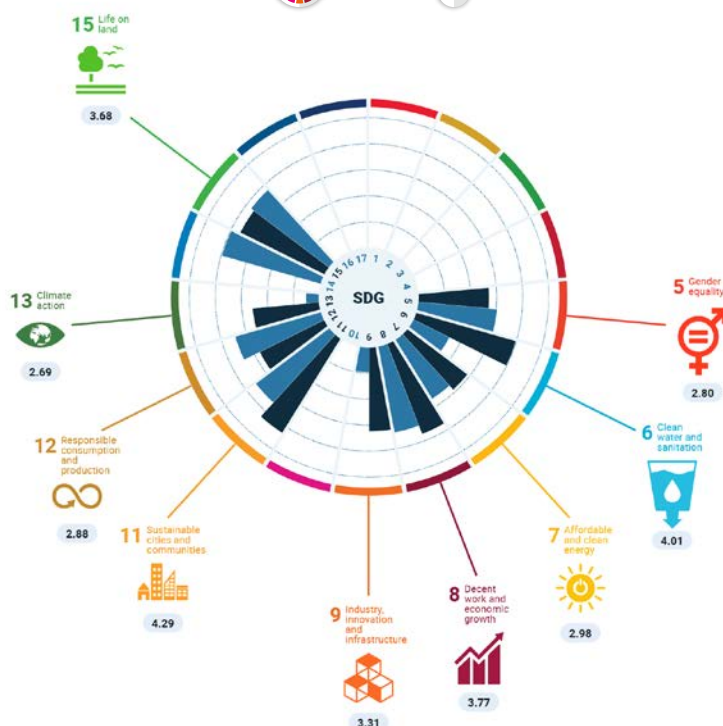 15 Life on
land
3.68
SDG
1
2
3
4
5
6
7
8
9
10
11
12
13
14
15
16
17
5 Gender
equality
2.80
6 Clean
water and
sanitation
4.01
7 Affordable
and clean
energy
2.98
8 Decent
work and
economic
growth
3.77
9 Industry,
innovation
and
infrastructure
3.31
11 Sustainable
cities and
communities
4.29
12 Responsible
consumption
and
production
2.88
13 Climate
action
2.69